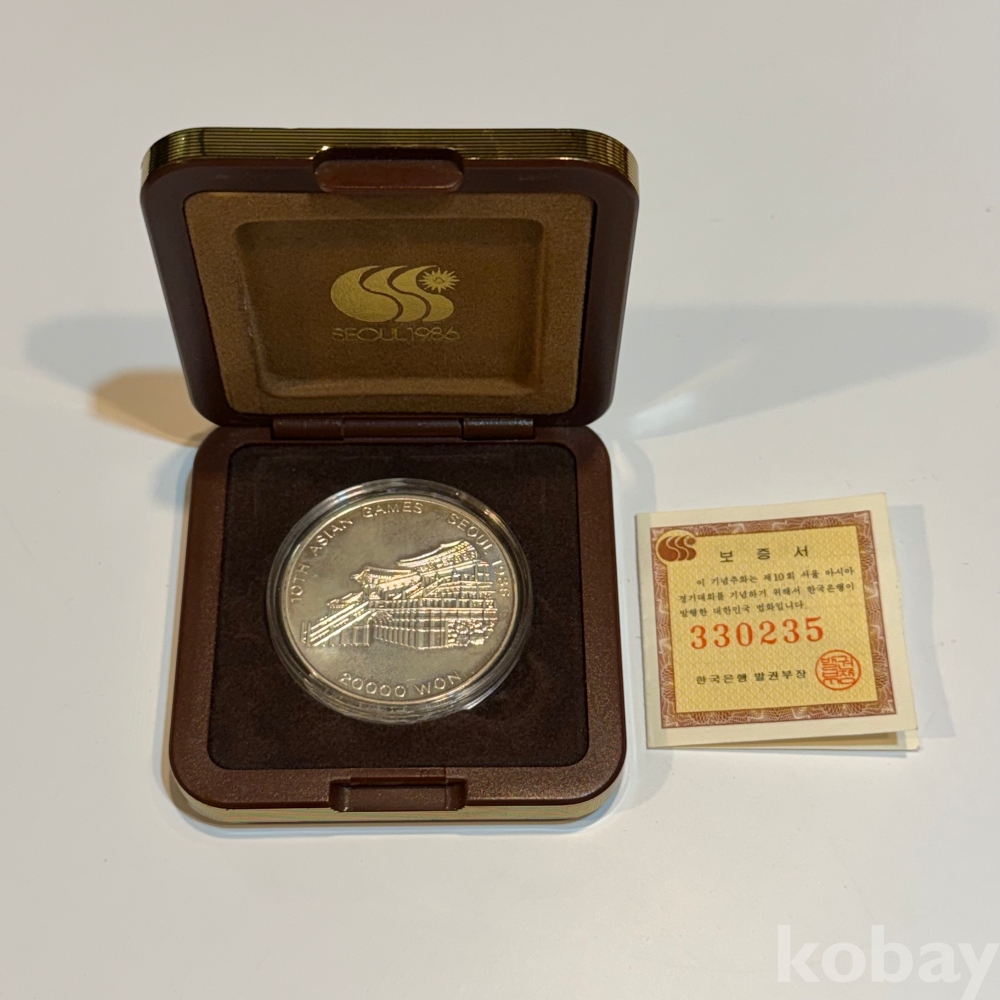 SEOUL 1986
10TH ASIAN GAMES SEOUL 1986
20000 WON
보증서
이 기념주화는 제10회 서울 아시아
경기대회를 기념하기 위해서 한국은행이
발행한 대한민국 법화입니다.
330235
한국은행 발권부장
kobay